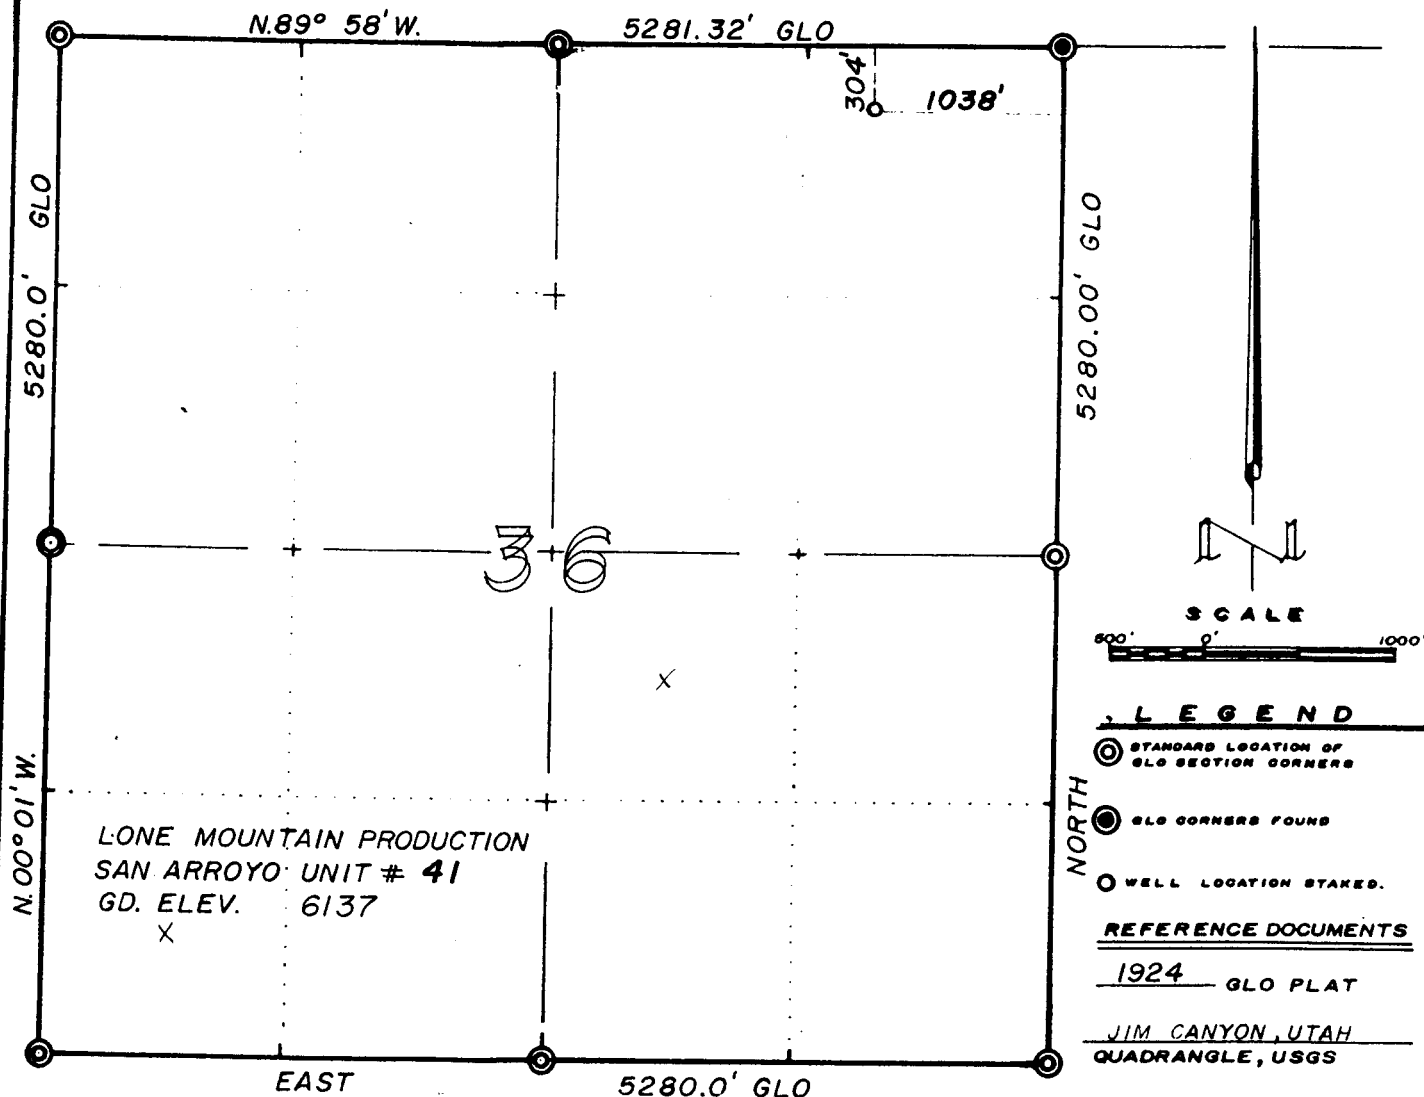 N.89° 58' W. 5281.32' GLO
304'
1038'
5280.0' GLO
5280.00' GLO
36
N
SCALE
500' 0' 1000'
LEGEND
STANDARD LOCATION OF
GLO SECTION CORNERS
GLO CORNERS FOUND
WELL LOCATION STAKED.
REFERENCE DOCUMENTS
1924 GLO PLAT
JIM CANYON, UTAH
QUADRANGLE, USGS
X
N.00° 01' W.
NORTH
LONE MOUNTAIN PRODUCTION
SAN ARROYO UNIT # 41
GD. ELEV. 6137
X
EAST 5280.0' GLO